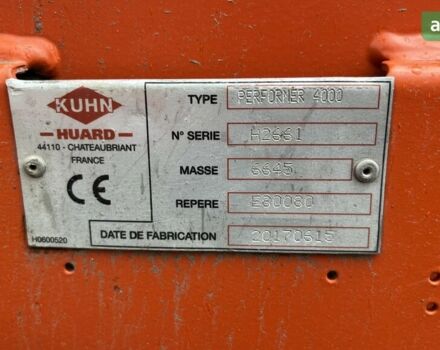 KUHN
HUARD
44110 - CHATEAUBRIANT
FRANCE
CE
H0600520
TYPE PERFORMER 4000
N° SERIE H2661
MASSE 6645
REPERE E80080
DATE DE FABRICATION 20170615